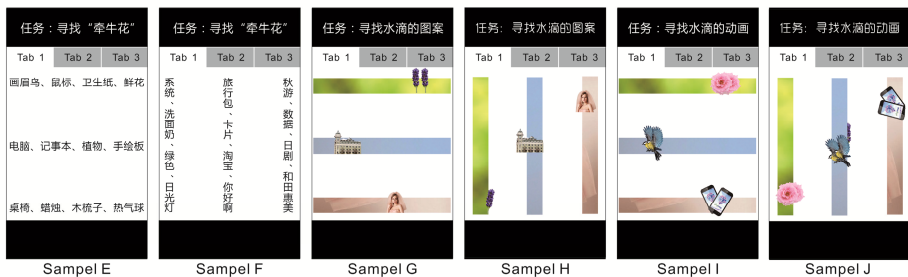 任务：寻找“牵牛花”
Tab 1 Tab 2 Tab 3
画眉鸟、鼠标、卫生纸、鲜花
电脑、记事本、植物、手绘板
桌椅、蜡烛、木梳子、热气球
Sampel E
任务：寻找“牵牛花”
Tab 1 Tab 2 Tab 3
系统、洗面奶、绿色、日光灯
旅行包、卡片、淘宝、你好啊
秋游、数据、日剧、和田惠美
Sampel F
任务：寻找水滴的图案
Tab 1 Tab 2 Tab 3
Sampel G
任务：寻找水滴的图案
Tab 1 Tab 2 Tab 3
Sampel H
任务：寻找水滴的动画
Tab 1 Tab 2 Tab 3
Sampel I
任务：寻找水滴的动画
Tab 1 Tab 2 Tab 3
Sampel J